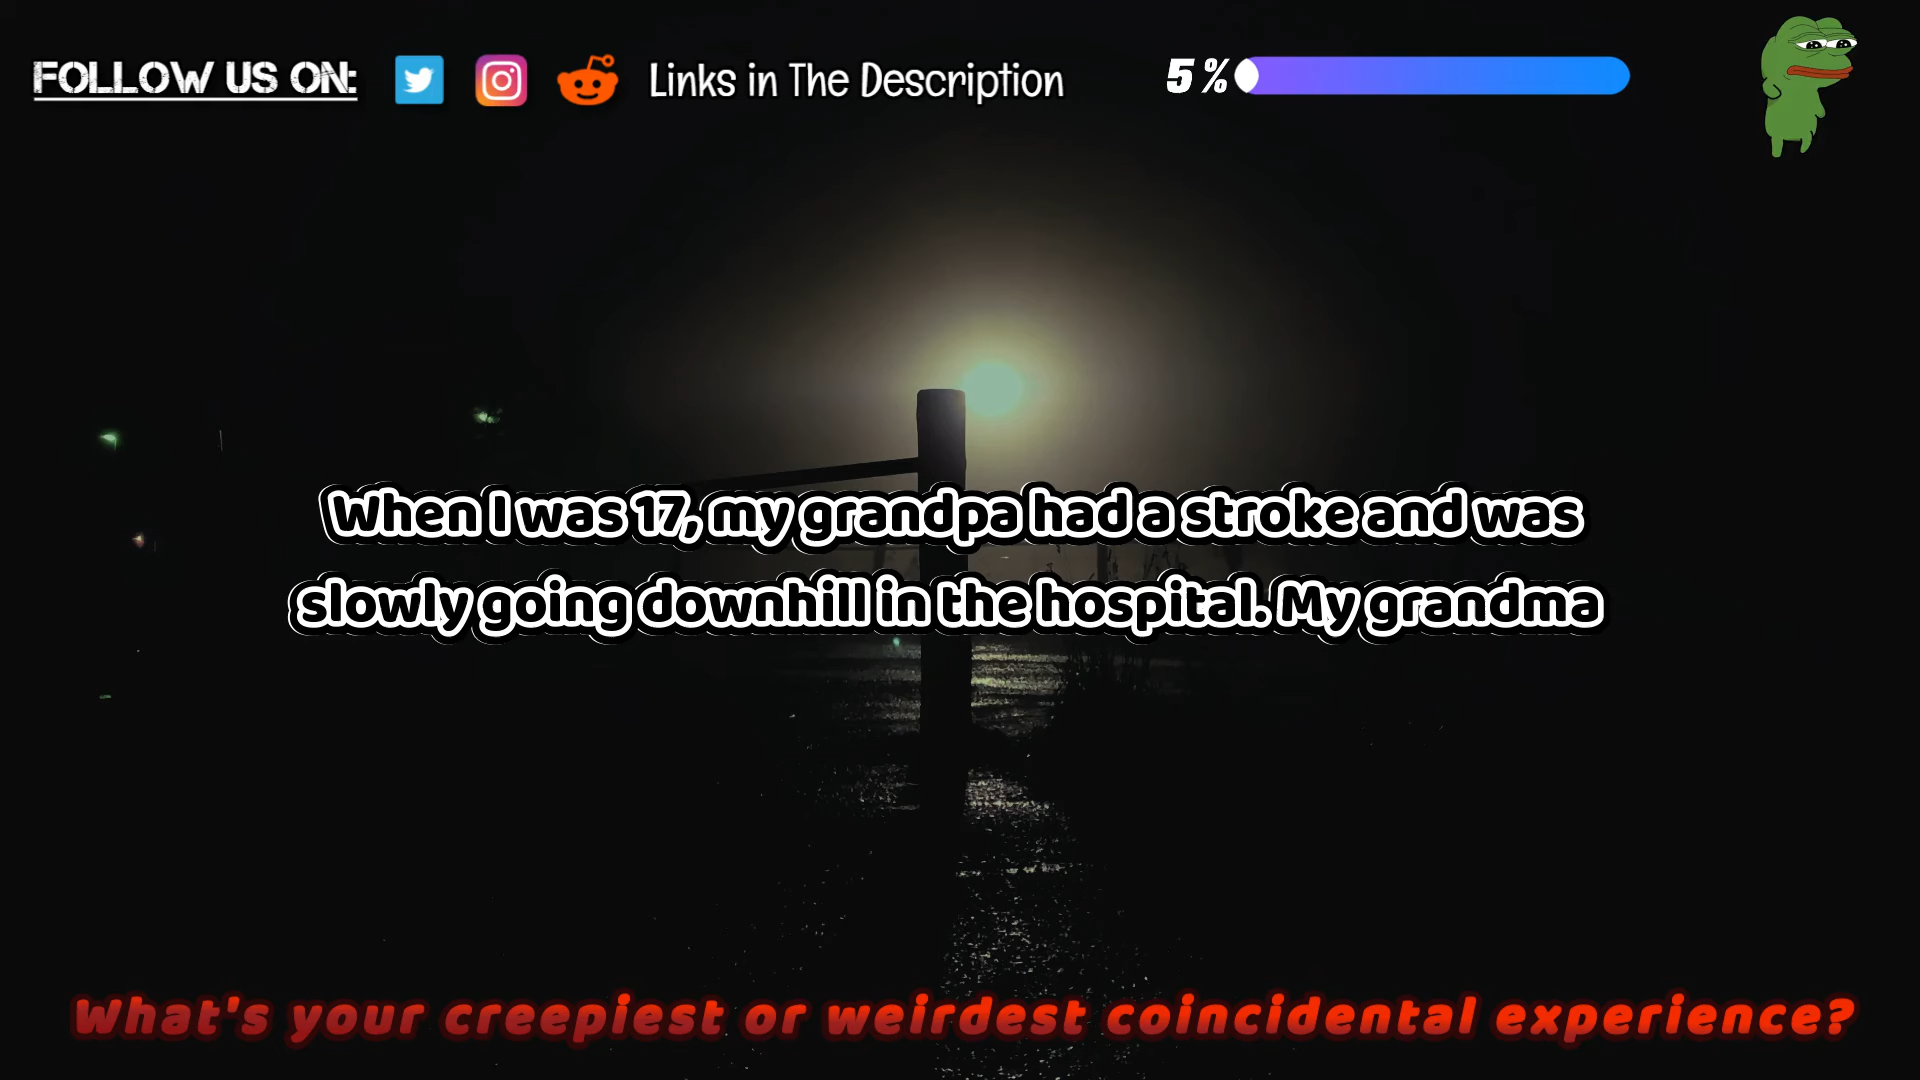 FOLLOW US ON:
Links in The Description
5%
When I was 17, my grandpa had a stroke and was
slowly going downhill in the hospital. My grandma
What's your creepiest or weirdest coincidental experience?